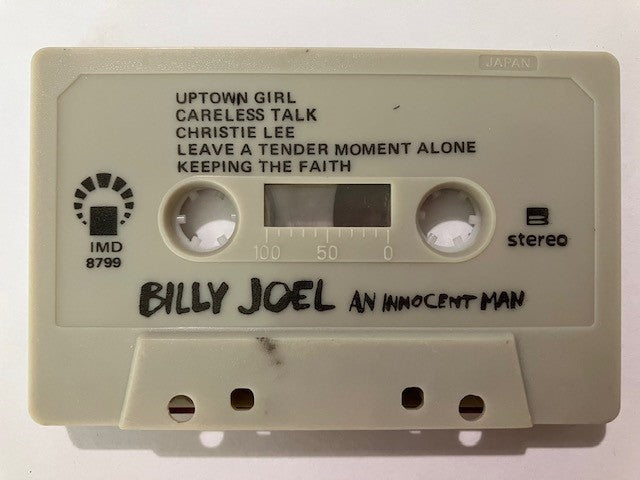 JAPAN
UPTOWN GIRL
CARELESS TALK
CHRISTIE LEE
LEAVE A TENDER MOMENT ALONE
KEEPING THE FAITH
IMD
8799
100 50 0
B
stereo
BILLY JOEL AN INNOCENT MAN